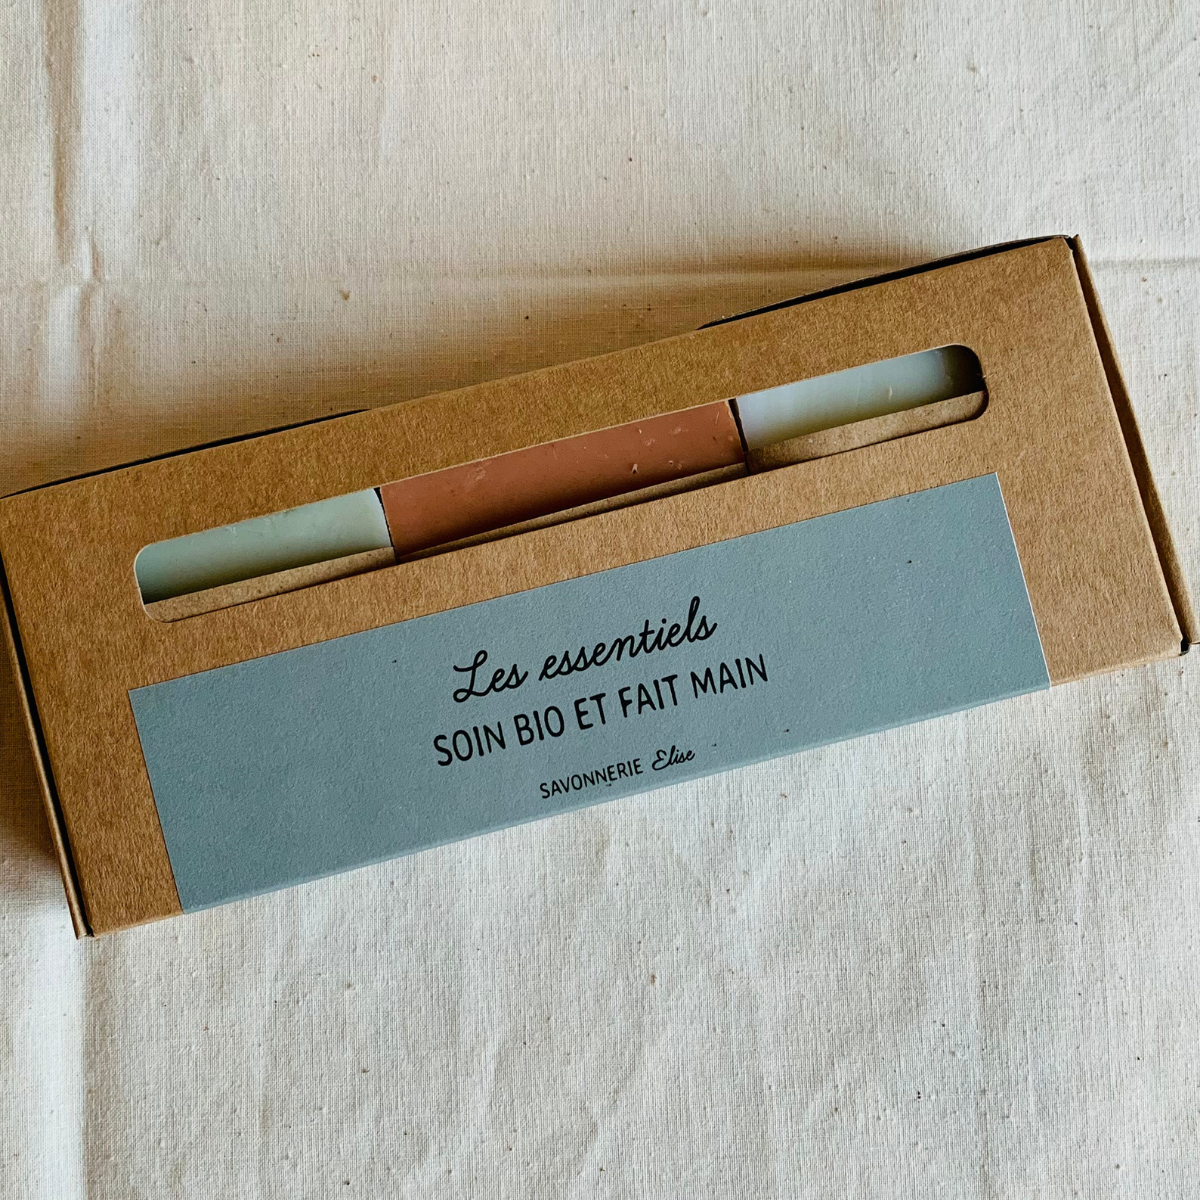 Les essentiels
SOIN BIO ET FAIT MAIN
SAVONNERIE Elise